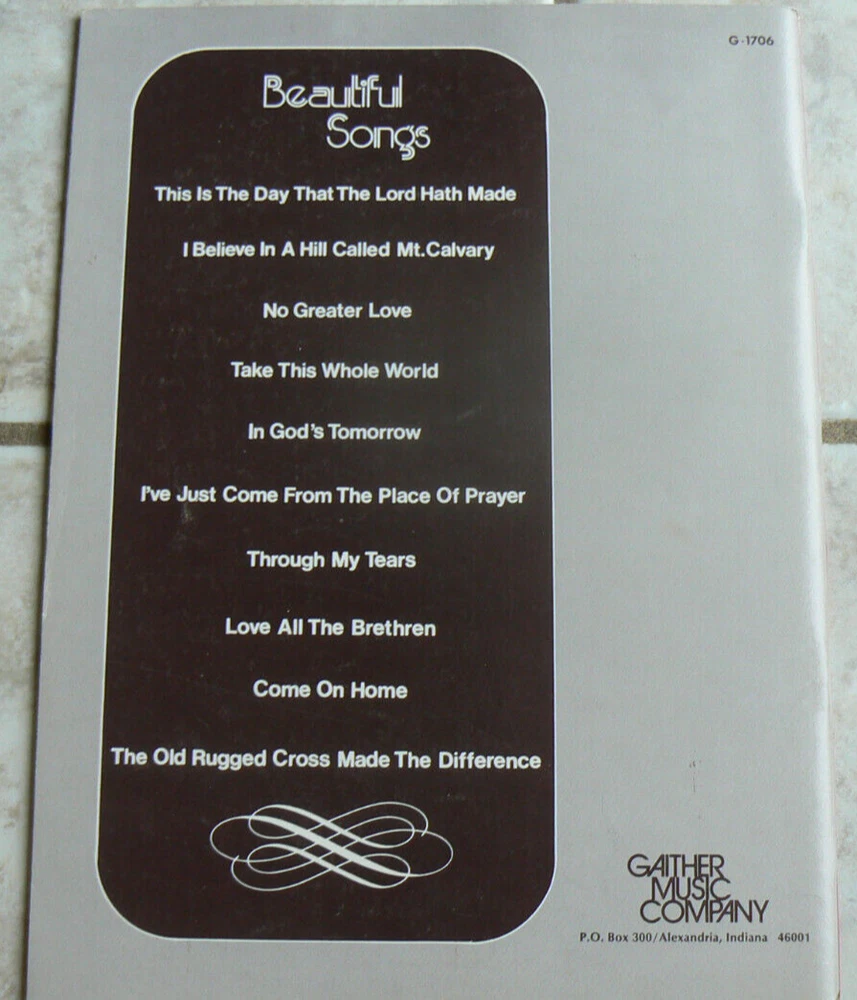 G-1706
Beautiful
Songs
This Is The Day That The Lord Hath Made
I Believe In A Hill Called Mt.Calvary
No Greater Love
Take This Whole World
In God's Tomorrow
I've Just Come From The Place Of Prayer
Through My Tears
Love All The Brethren
Come On Home
The Old Rugged Cross Made The Difference
GAITHER
MUSIC
COMPANY
P.O. Box 300/Alexandria, Indiana 46001